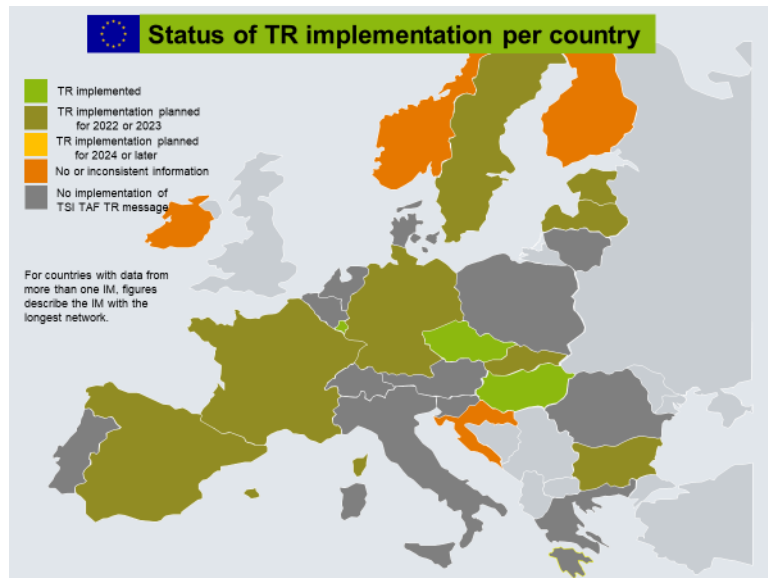 Status of TR implementation per country
TR implemented
TR implementation planned
for 2022 or 2023
TR implementation planned
for 2024 or later
No or inconsistent information
No implementation of
TSI TAF TR message
For countries with data from
more than one IM, figures
describe the IM with the
longest network.